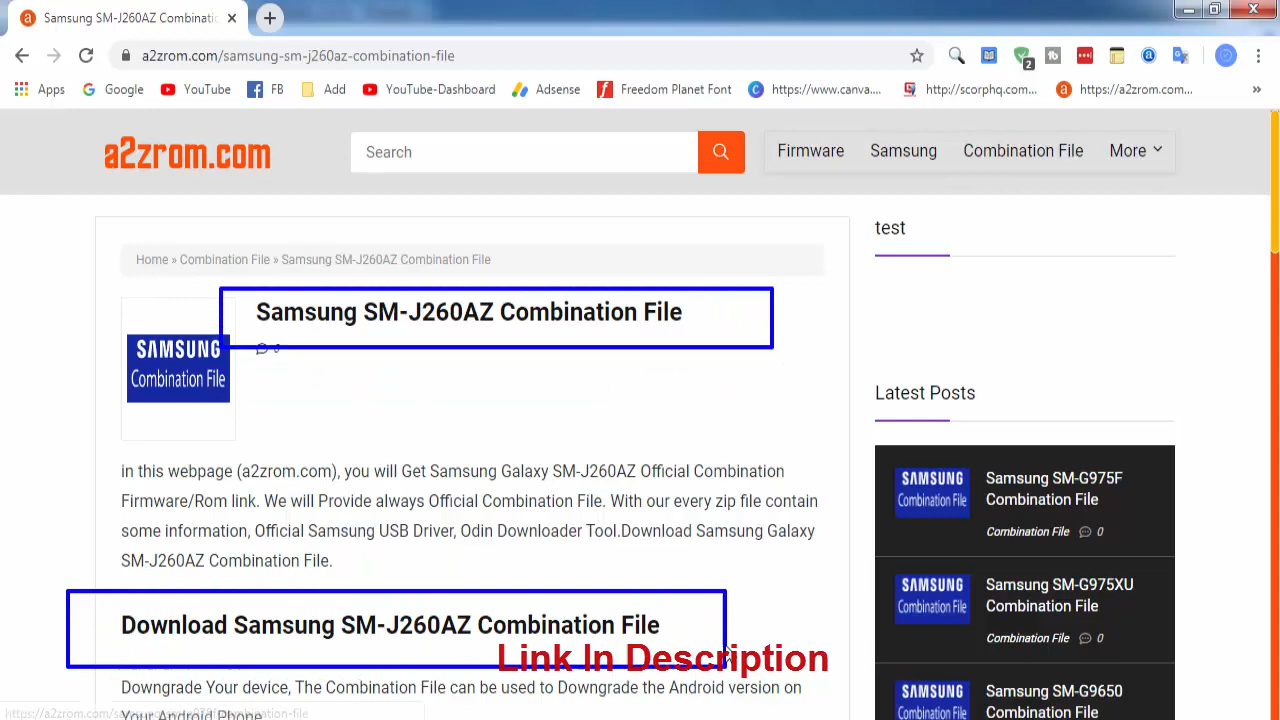 Samsung SM-J260AZ Combinatio
a2zrom.com/samsung-sm-j260az-combination-file
2
Apps Google YouTube FB Add YouTube-Dashboard Adsense Freedom Planet Font https://www.canva.... http://scorphq.com... https://a2zrom.com... »
a2zrom.com
Search
Firmware Samsung Combination File More
Home » Combination File » Samsung SM-J260AZ Combination File
Samsung SM-J260AZ Combination File
0
SAMSUNG
Combination File
in this webpage (a2zrom.com), you will Get Samsung Galaxy SM-J260AZ Official Combination
Firmware/Rom link. We will Provide always Official Combination File. With our every zip file contain
some information, Official Samsung USB Driver, Odin Downloader Tool.Download Samsung Galaxy
SM-J260AZ Combination File.
Download Samsung SM-J260AZ Combination File
Link In Description
Downgrade Your device, The Combination File can be used to Downgrade the Android version on
Your Android Phone
test
Latest Posts
SAMSUNG
Combination File
Samsung SM-G975F
Combination File
Combination File 0
SAMSUNG
Combination File
Samsung SM-G975XU
Combination File
Combination File 0
SAMSUNG
Combination File
Samsung SM-G9650
Combination File